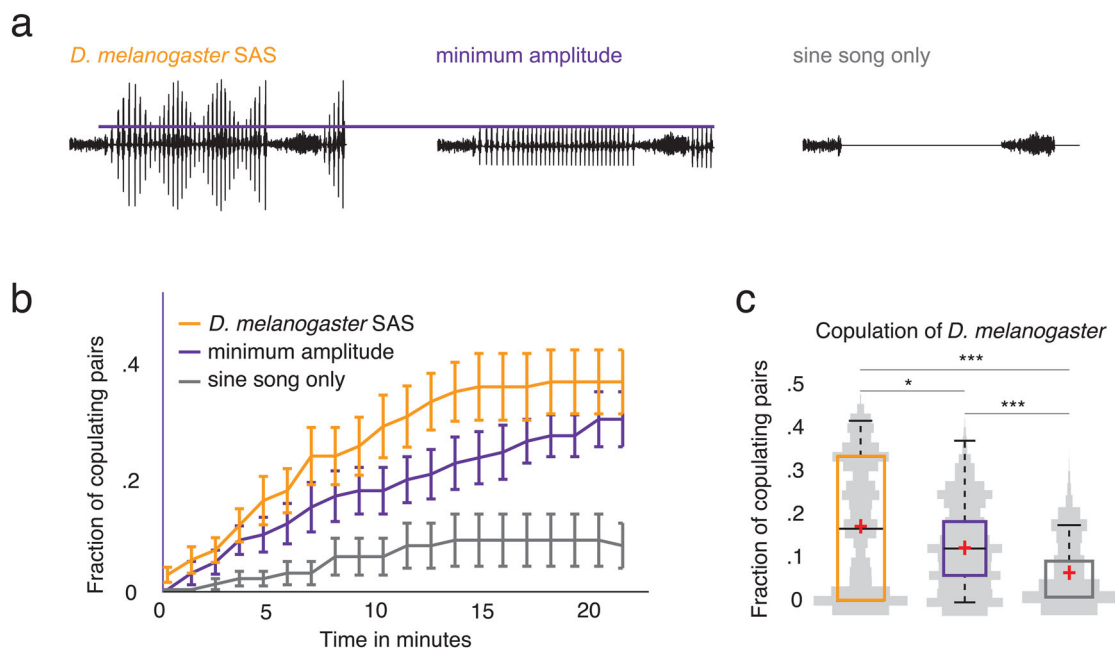 a
D. melanogaster SAS
minimum amplitude
sine song only
b
D. melanogaster SAS
minimum amplitude
sine song only
Fraction of copulating pairs
.4
.2
0
0 5 10 15 20
Time in minutes
c
Copulation of D. melanogaster
***
*
***
Fraction of copulating pairs
.5
.4
.3
.2
.1
0